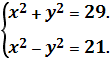 x² + y² = 29.
x² − y² = 21.